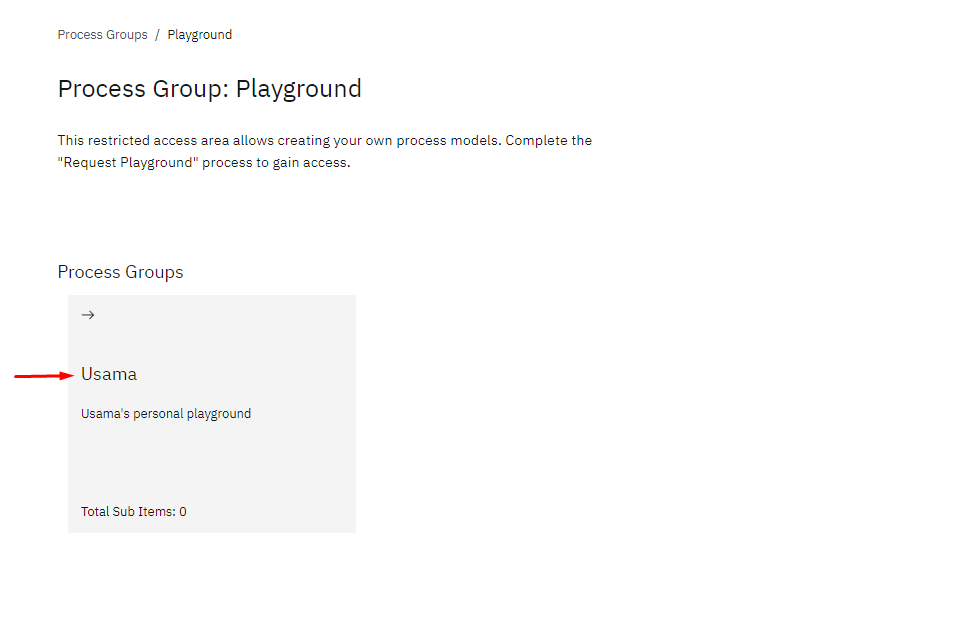 Process Groups / Playground
Process Group: Playground
This restricted access area allows creating your own process models. Complete the
"Request Playground" process to gain access.
Process Groups
Usama
Usama's personal playground
Total Sub Items: 0